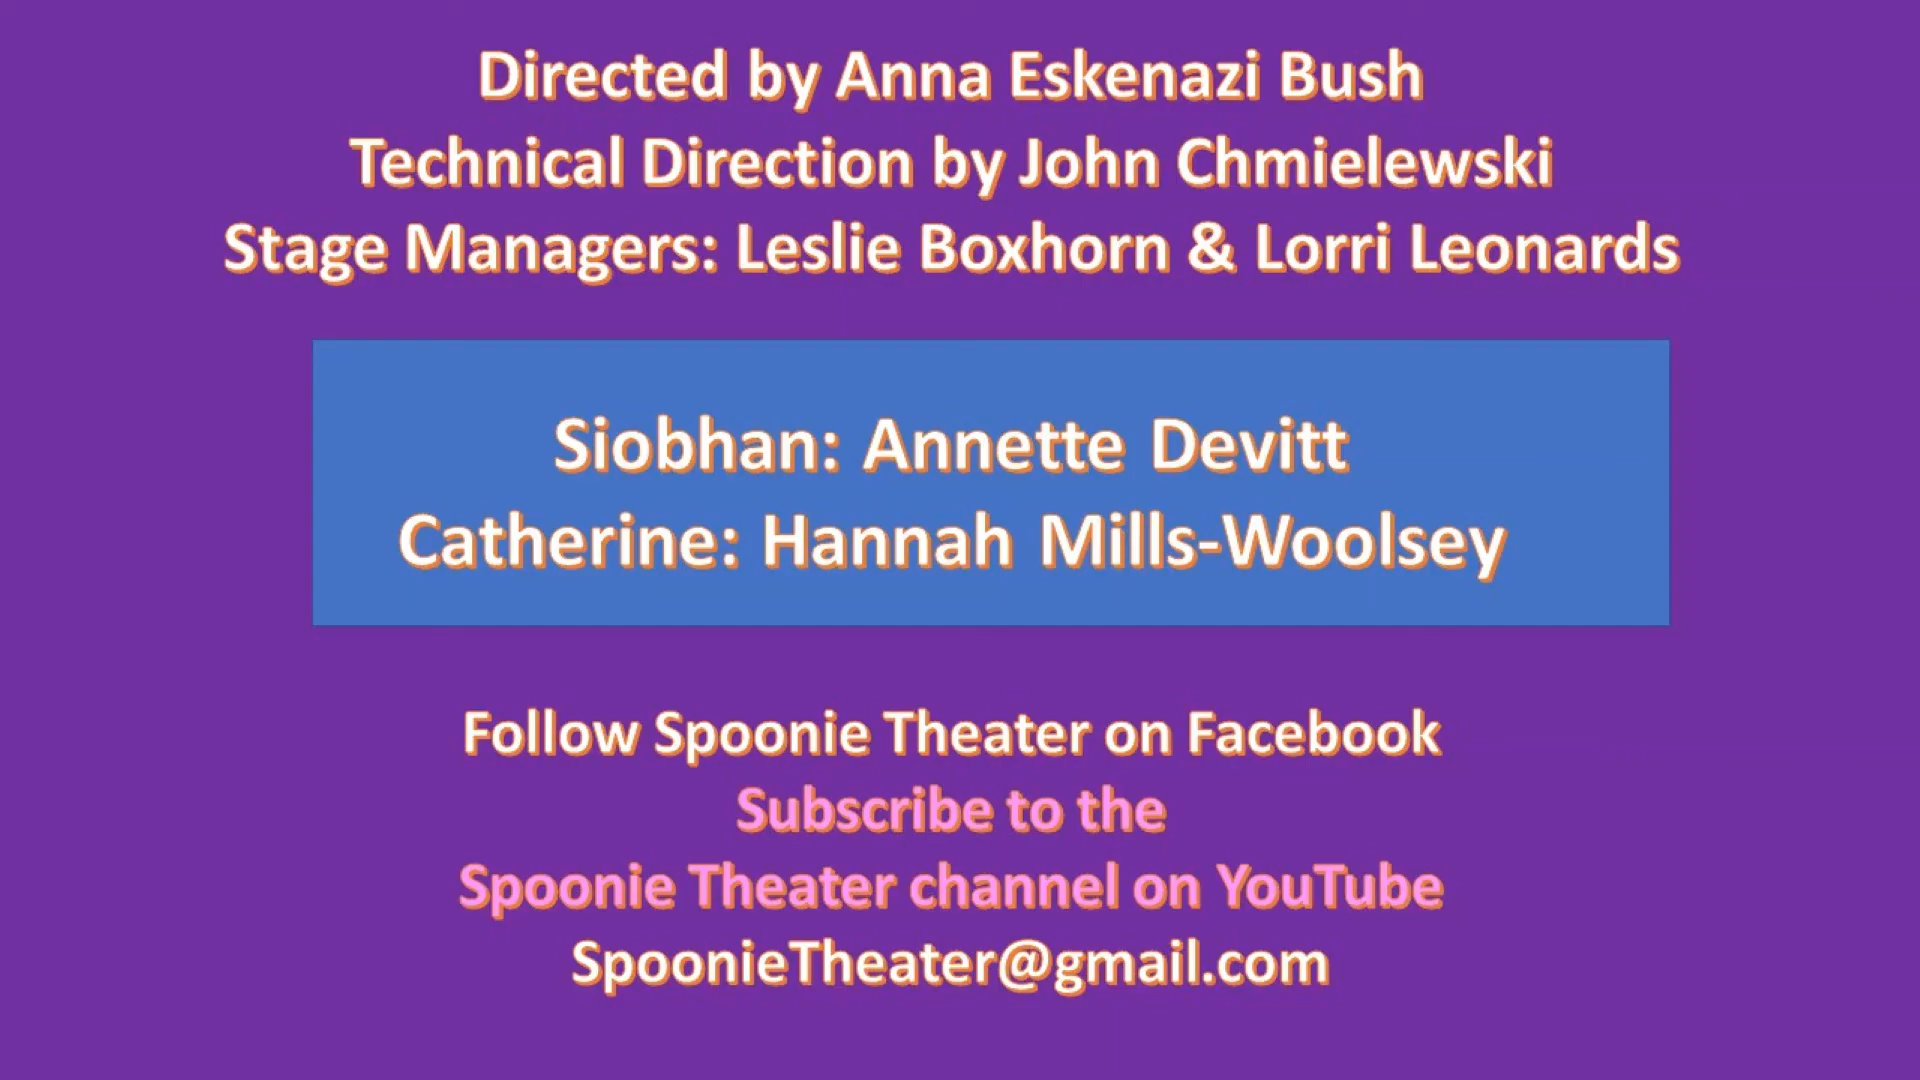 Directed by Anna Eskenazi Bush
Technical Direction by John Chmielewski
Stage Managers: Leslie Boxhorn & Lorri Leonards
Siobhan: Annette Devitt
Catherine: Hannah Mills-Woolsey
Follow Spoonie Theater on Facebook
Subscribe to the
Spoonie Theater channel on YouTube
SpoonieTheater@gmail.com